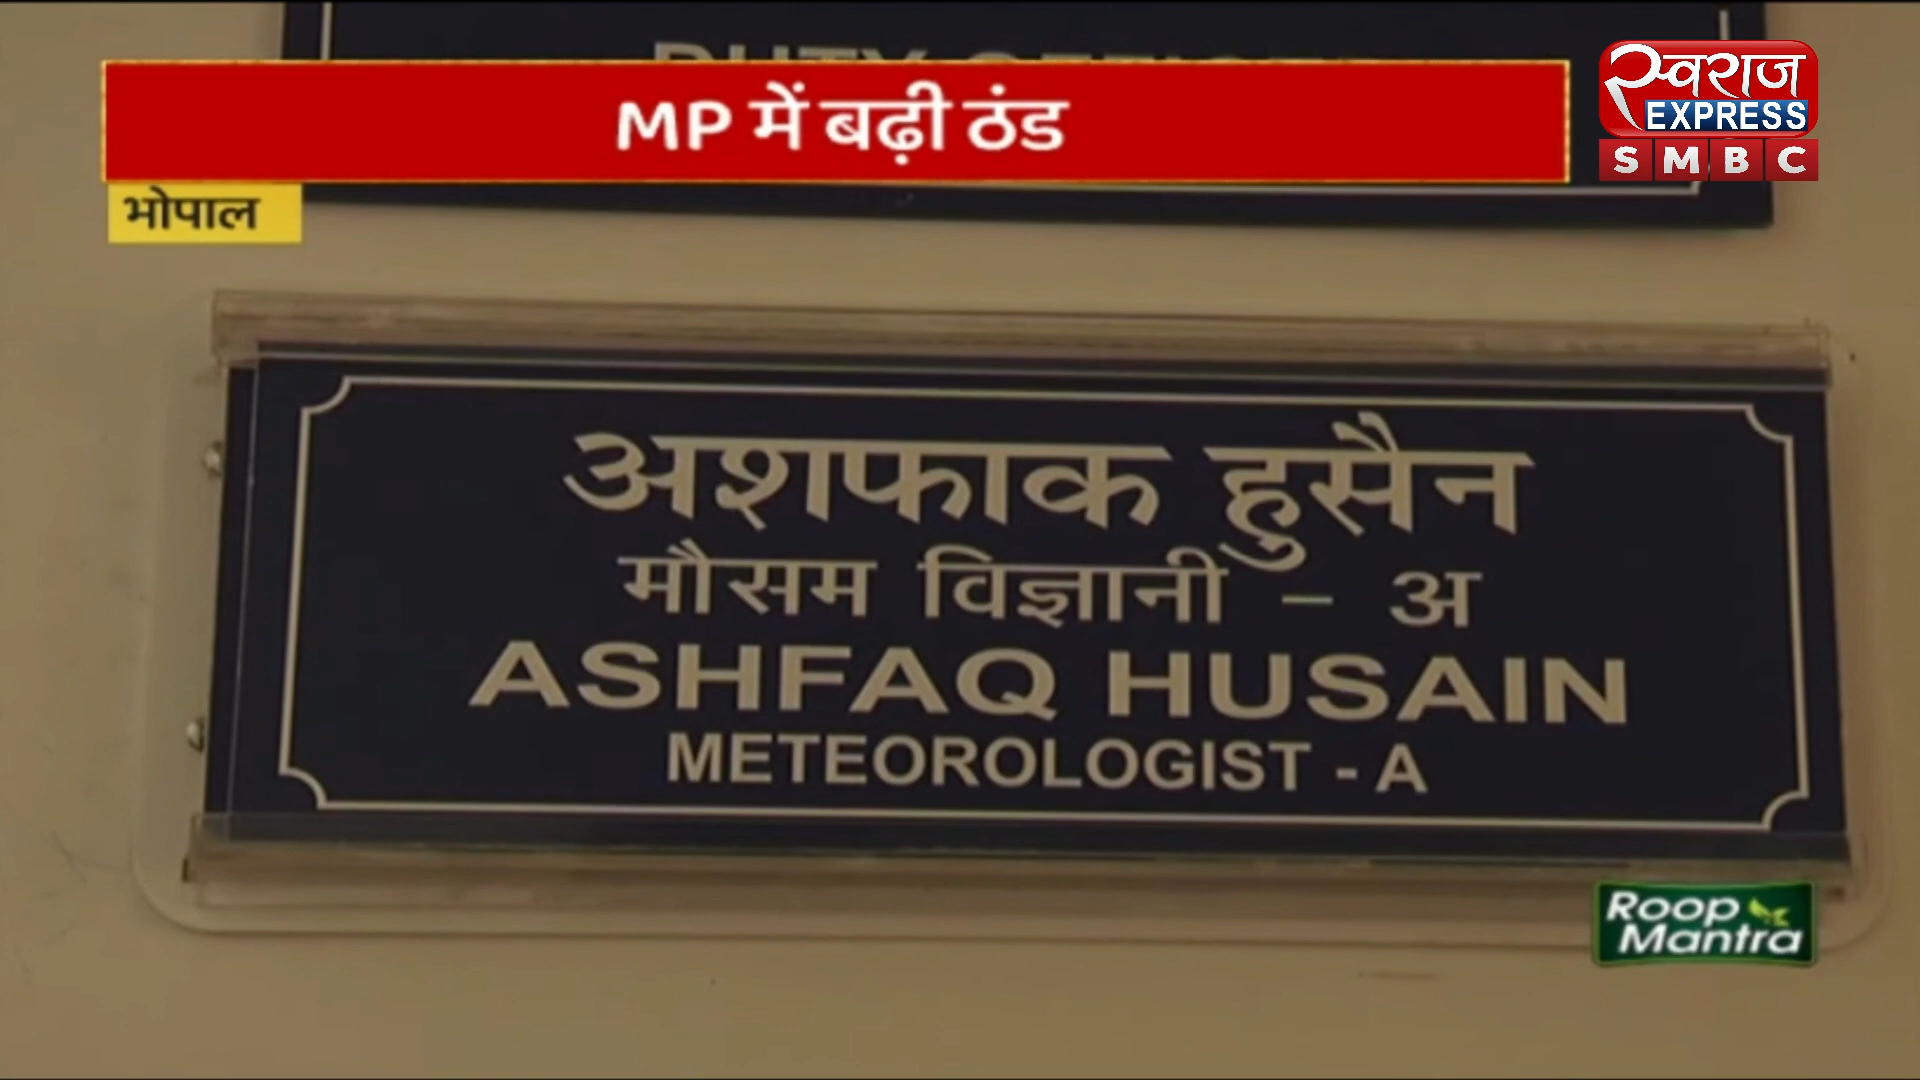 MP में बढ़ी ठंड
स्वराज
EXPRESS
S M B C
भोपाल
अशफाक हुसैन
मौसम विज्ञानी – अ
ASHFAQ HUSAIN
METEOROLOGIST - A
Roop
Mantra